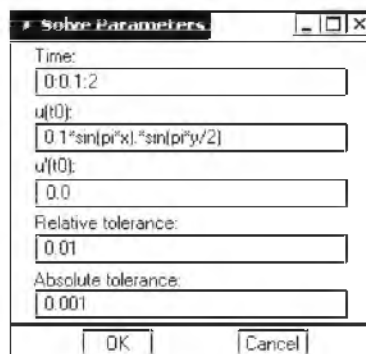 Solve Parameters
Time:
0:0.1:2
u(t0):
0.1*sin(pi*x).*sin(pi*y/2)
u'(t0):
0.0
Relative tolerance:
0.01
Absolute tolerance:
0.001
OK Cancel